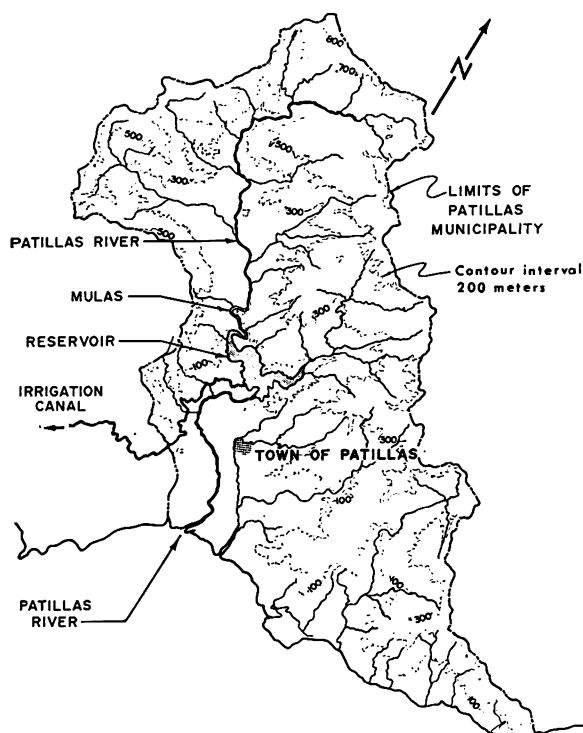 800
700
N
500
500
LIMITS OF
PATILLAS
MUNICIPALITY
300
300
500
PATILLAS RIVER
Contour interval
200 meters
MULAS
300
RESERVOIR
100
IRRIGATION
CANAL
300
TOWN OF PATILLAS
100
100
100
PATILLAS
RIVER
300
100